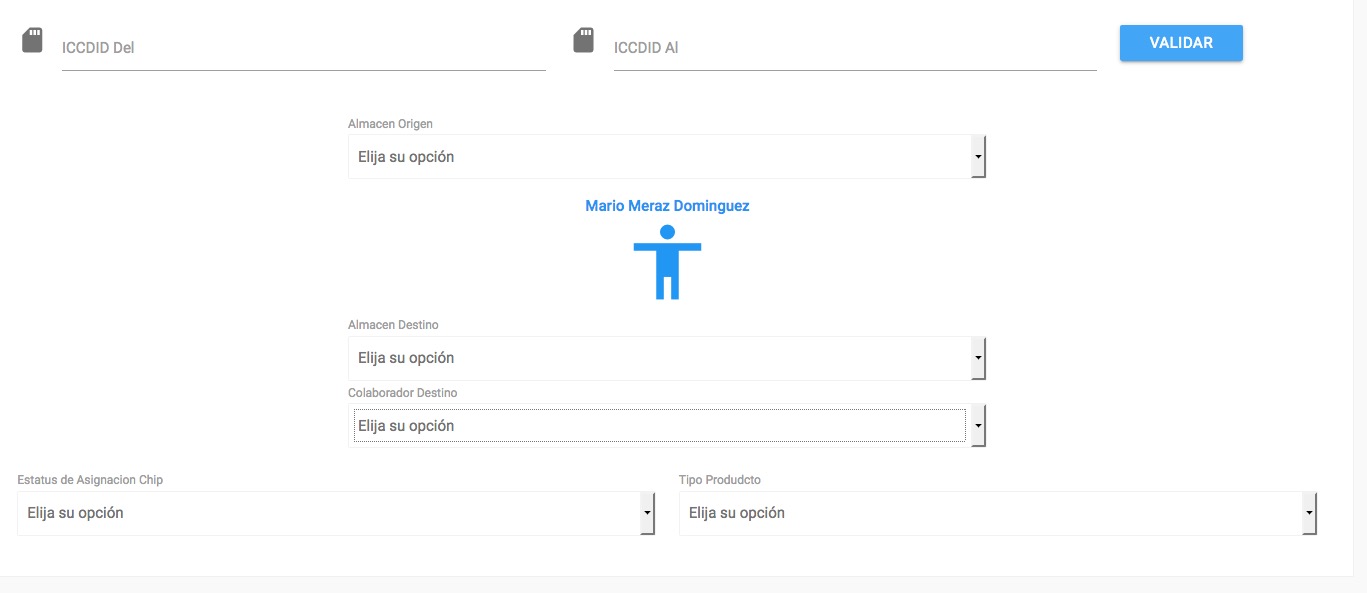 ICCDID Del
ICCDID Al
VALIDAR
Almacen Origen
Elija su opción
Mario Meraz Dominguez
Almacen Destino
Elija su opción
Colaborador Destino
Elija su opción
Estatus de Asignacion Chip
Tipo Produdcto
Elija su opción
Elija su opción